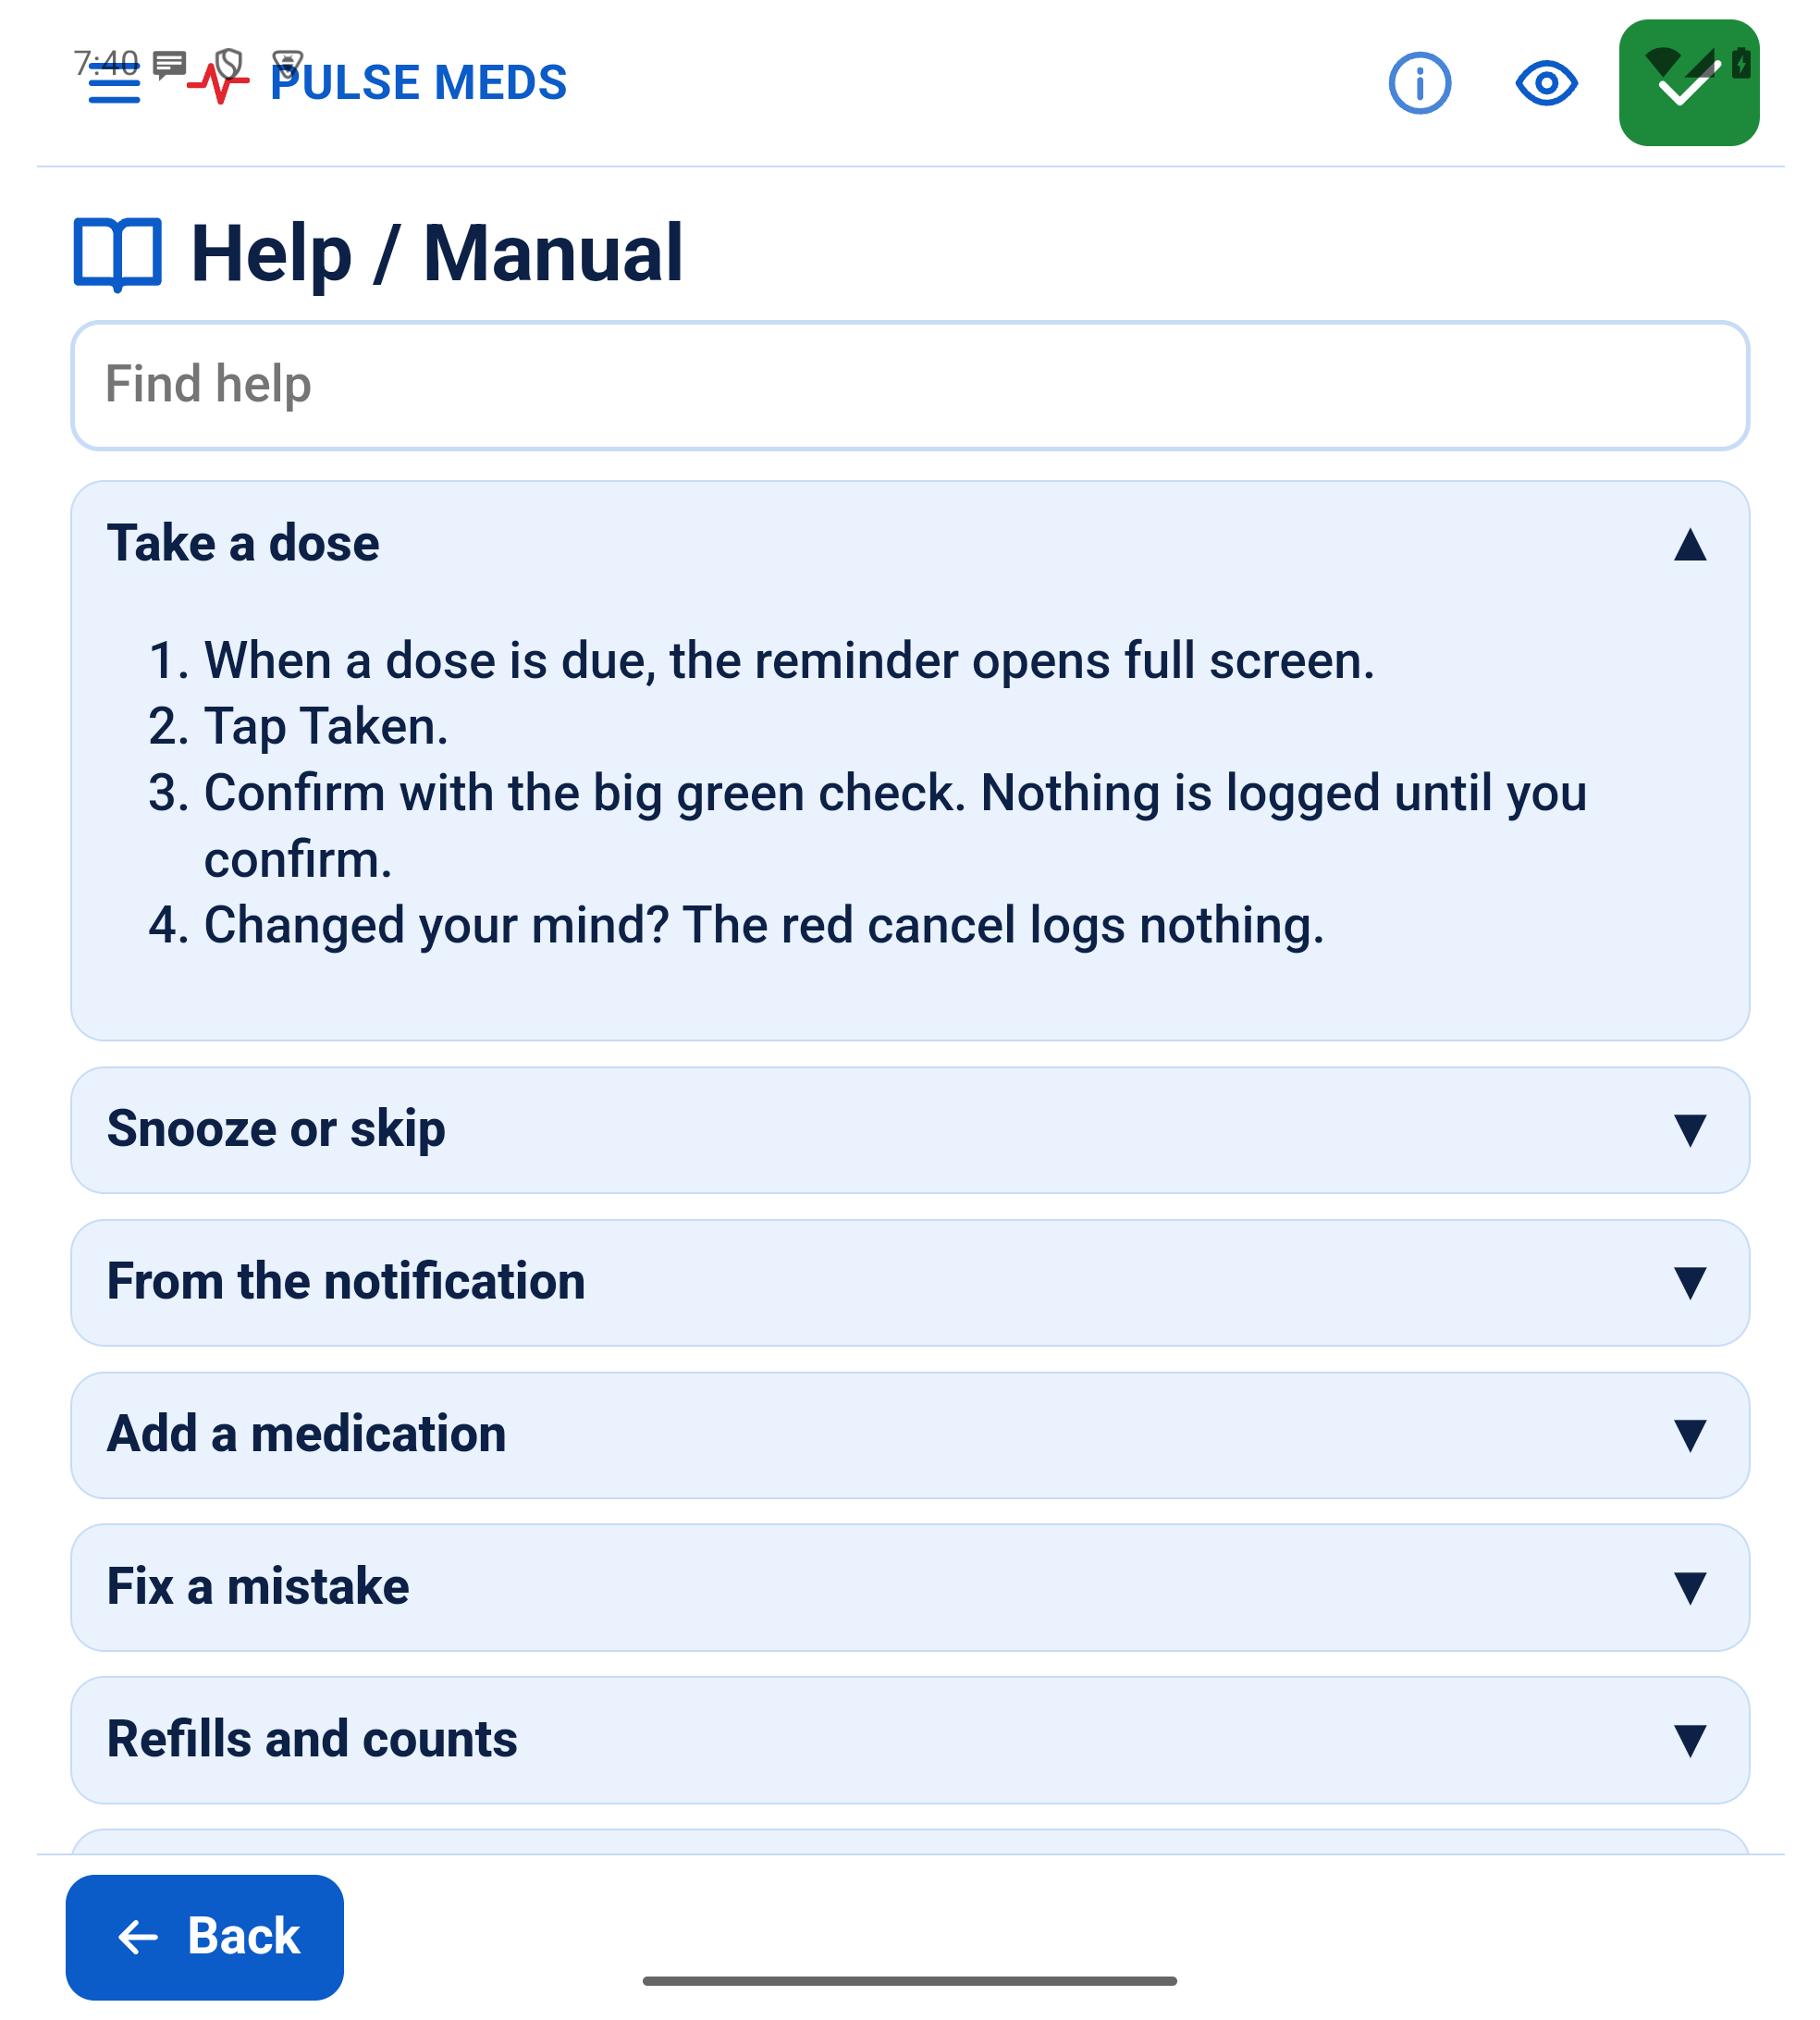 7:40
PULSE MEDS
Help / Manual
Find help
Take a dose ▲
1. When a dose is due, the reminder opens full screen.
2. Tap Taken.
3. Confirm with the big green check. Nothing is logged until you
confirm.
4. Changed your mind? The red cancel logs nothing.
Snooze or skip ▼
From the notification ▼
Add a medication ▼
Fix a mistake ▼
Refills and counts ▼
← Back